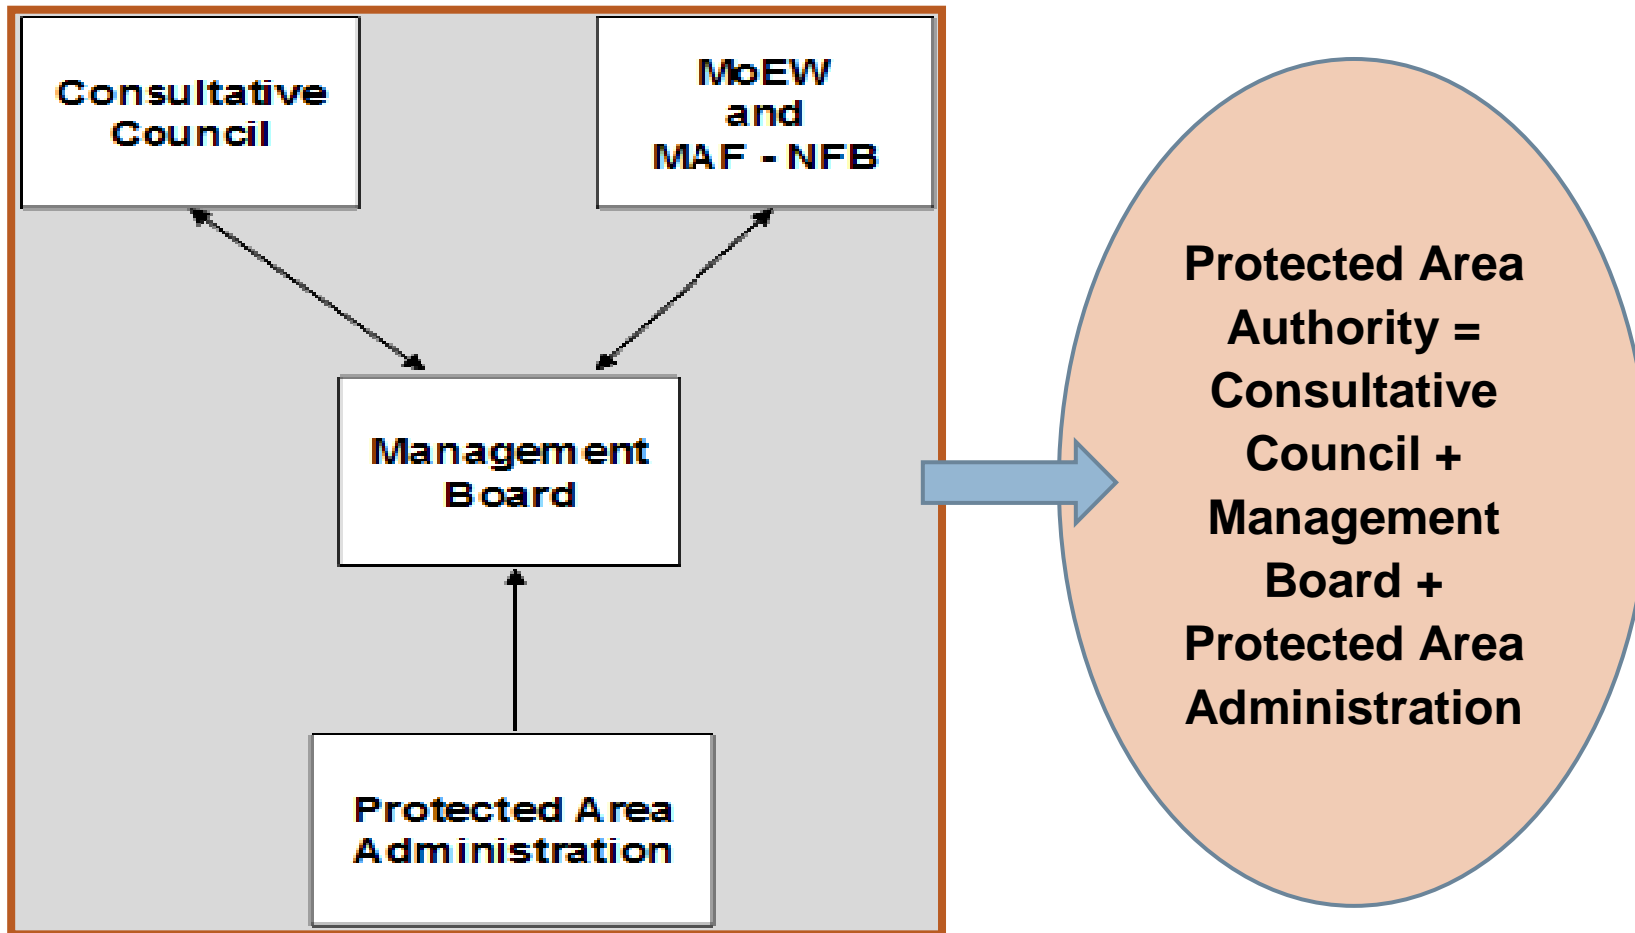 Consultative
Council
MoEW
and
MAF - NFB
Management
Board
Protected Area
Administration
Protected Area
Authority =
Consultative
Council +
Management
Board +
Protected Area
Administration